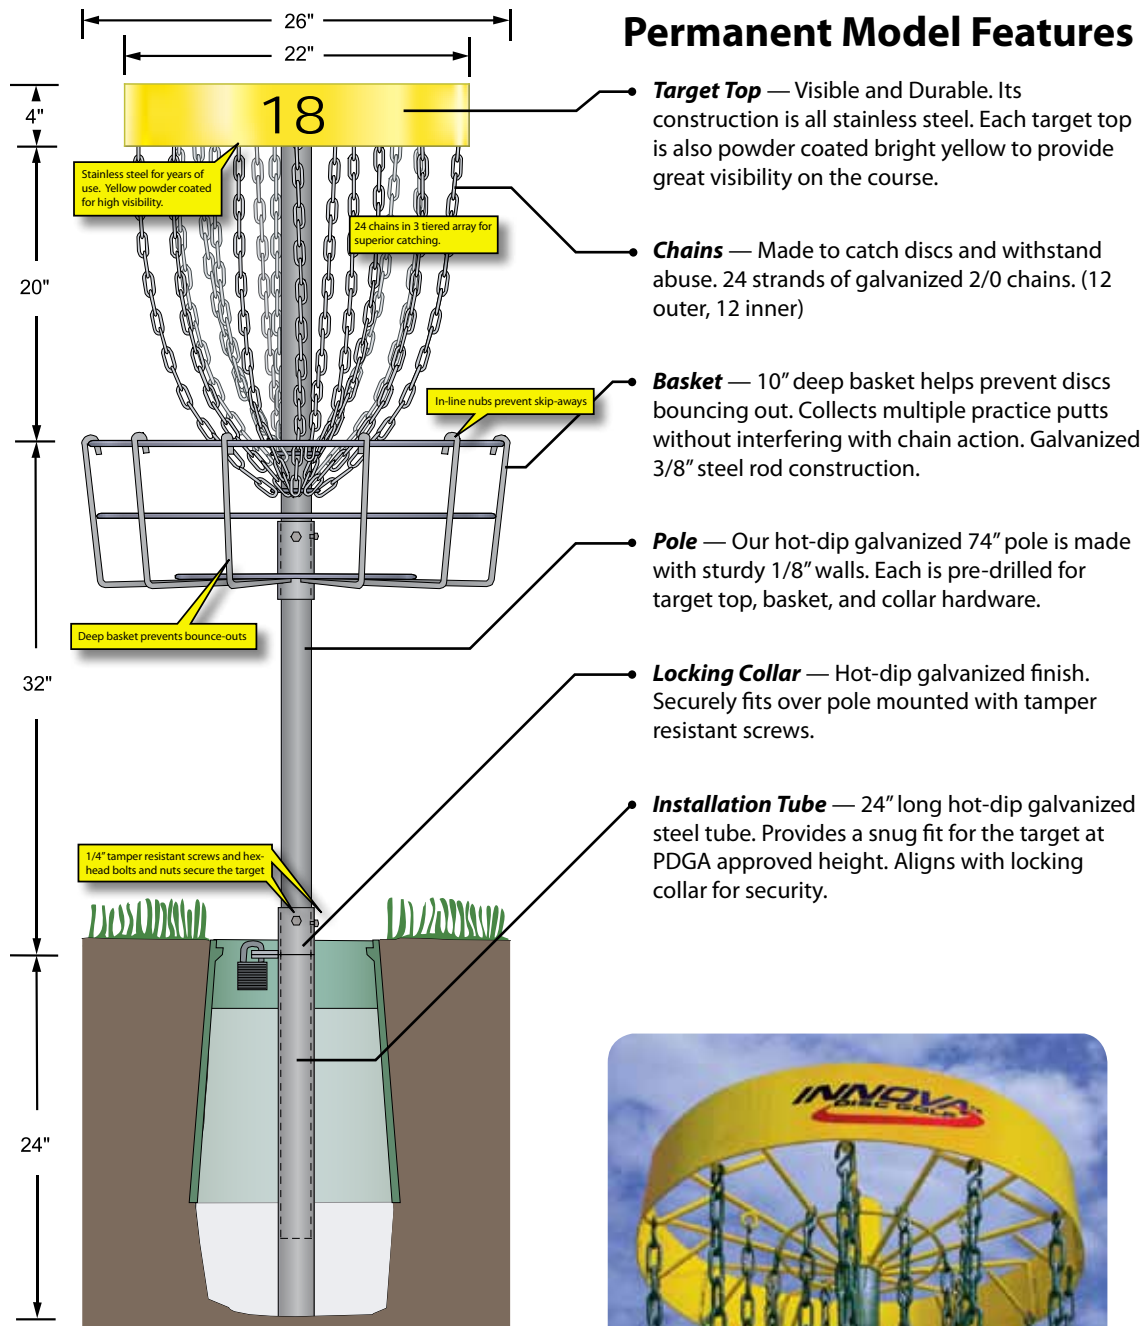 Permanent Model Features
26"
22"
4"
18
20"
32"
24"
Stainless steel for years of
use. Yellow powder coated
for high visibility.
24 chains in 3 tiered array for
superior catching.
In-line nubs prevent skip-aways
Deep basket prevents bounce-outs
1/4” tamper resistant screws and hex-
head bolts and nuts secure the target
Target Top — Visible and Durable. Its
construction is all stainless steel. Each target top
is also powder coated bright yellow to provide
great visibility on the course.
Chains — Made to catch discs and withstand
abuse. 24 strands of galvanized 2/0 chains. (12
outer, 12 inner)
Basket — 10” deep basket helps prevent discs
bouncing out. Collects multiple practice putts
without interfering with chain action. Galvanized
3/8” steel rod construction.
Pole — Our hot-dip galvanized 74” pole is made
with sturdy 1/8” walls. Each is pre-drilled for
target top, basket, and collar hardware.
Locking Collar — Hot-dip galvanized finish.
Securely fits over pole mounted with tamper
resistant screws.
Installation Tube — 24” long hot-dip galvanized
steel tube. Provides a snug fit for the target at
PDGA approved height. Aligns with locking
collar for security.
INNOVA
DISC GOLF